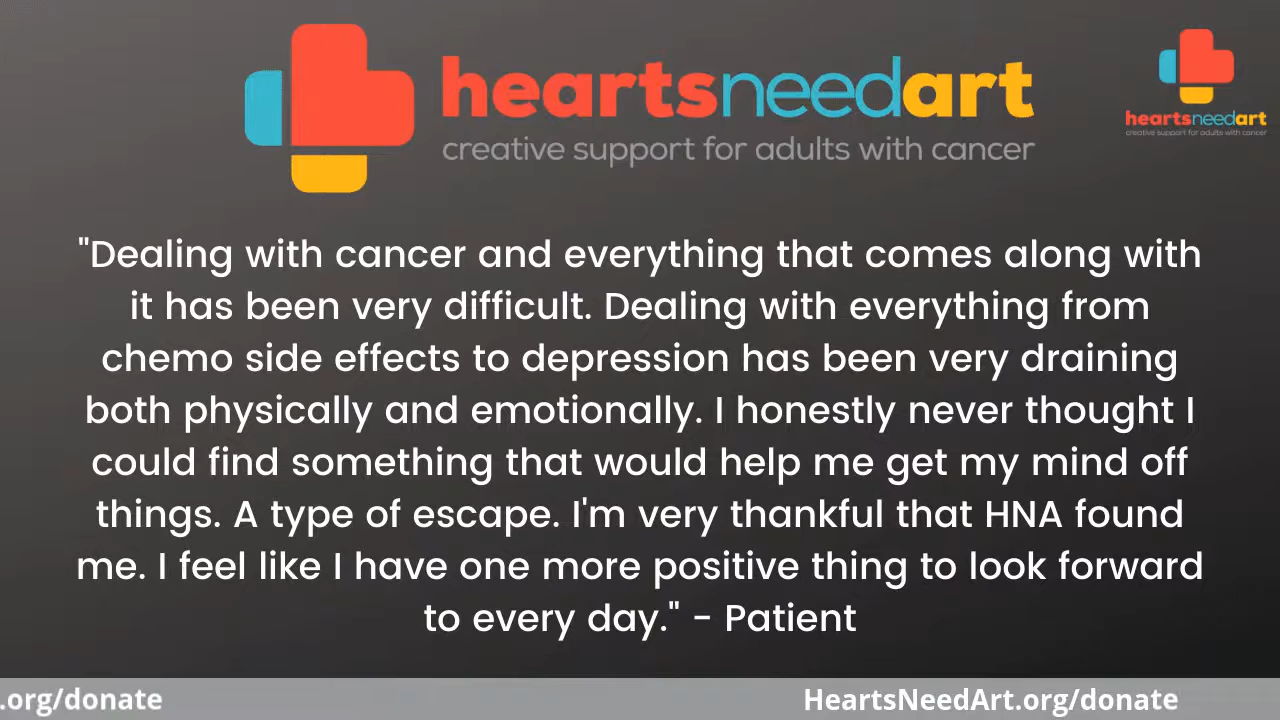 heartsneedart
creative support for adults with cancer
heartsneedart
creative support for adults with cancer
"Dealing with cancer and everything that comes along with
it has been very difficult. Dealing with everything from
chemo side effects to depression has been very draining
both physically and emotionally. I honestly never thought I
could find something that would help me get my mind off
things. A type of escape. I'm very thankful that HNA found
me. I feel like I have one more positive thing to look forward
to every day." - Patient
.org/donate
HeartsNeedArt.org/donate